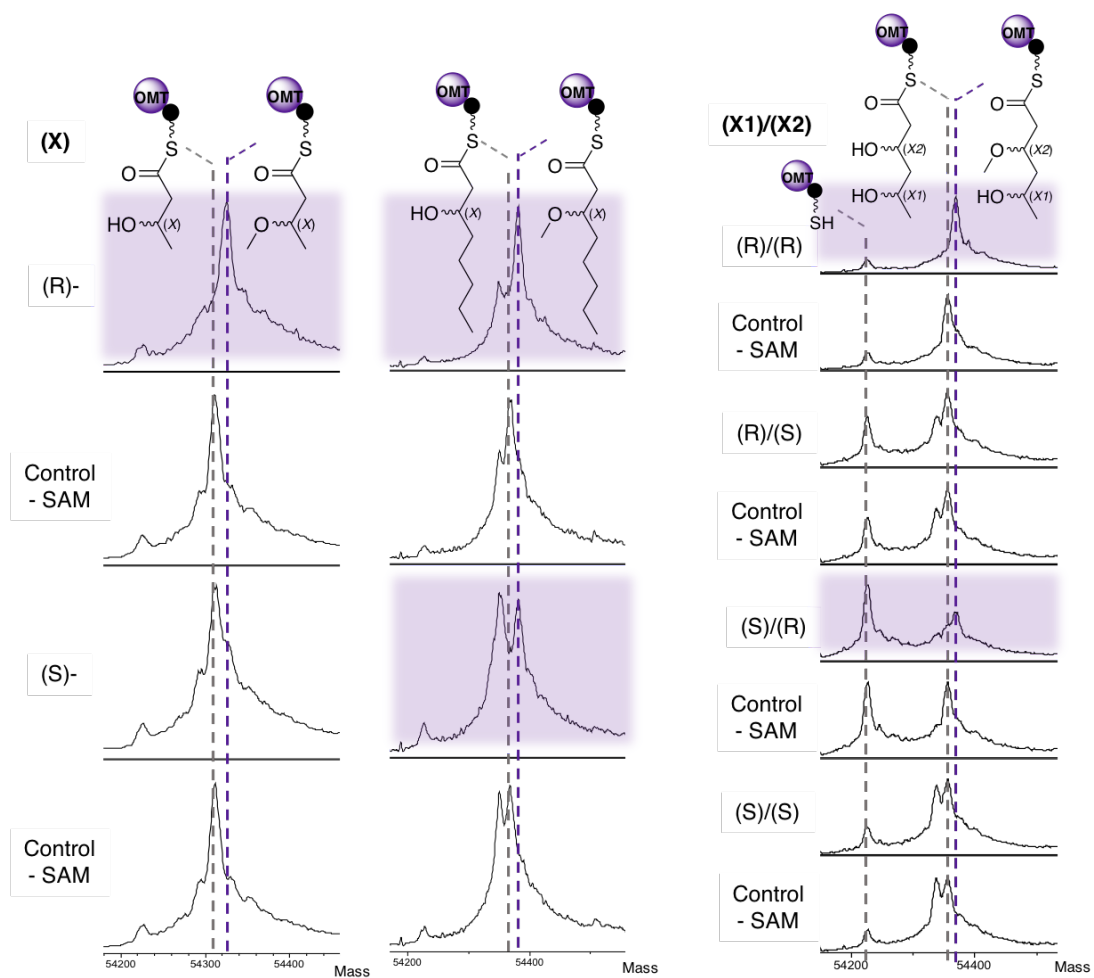 OMT
OMT
S
S
O
O
HO
(X)
O
(X)
OMT
OMT
S
S
O
O
HO
(X)
O
(X)
OMT
OMT
S
S
O
O
HO
(X2)
O
(X2)
HO
(X1)
HO
(X1)
OMT
SH
(X)
(R)-
Control
- SAM
(S)-
Control
- SAM
54200
54300
54400
Mass
54200
54400
Mass
(X1)/(X2)
(R)/(R)
Control
- SAM
(R)/(S)
Control
- SAM
(S)/(R)
Control
- SAM
(S)/(S)
Control
- SAM
54200
54400
Mass